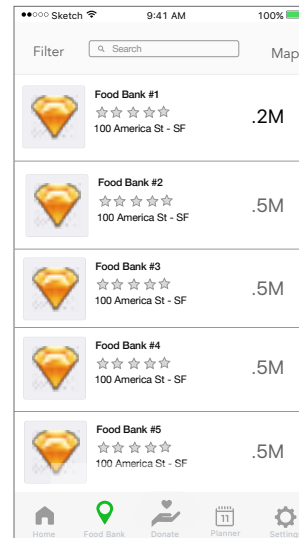 Sketch 9:41 AM 100%
Filter Search Map
Food Bank #1
100 America St - SF
.2M
Food Bank #2
100 America St - SF
.5M
Food Bank #3
100 America St - SF
.5M
Food Bank #4
100 America St - SF
.5M
Food Bank #5
100 America St - SF
.5M
11
Home Food Bank Donate Planner Settings